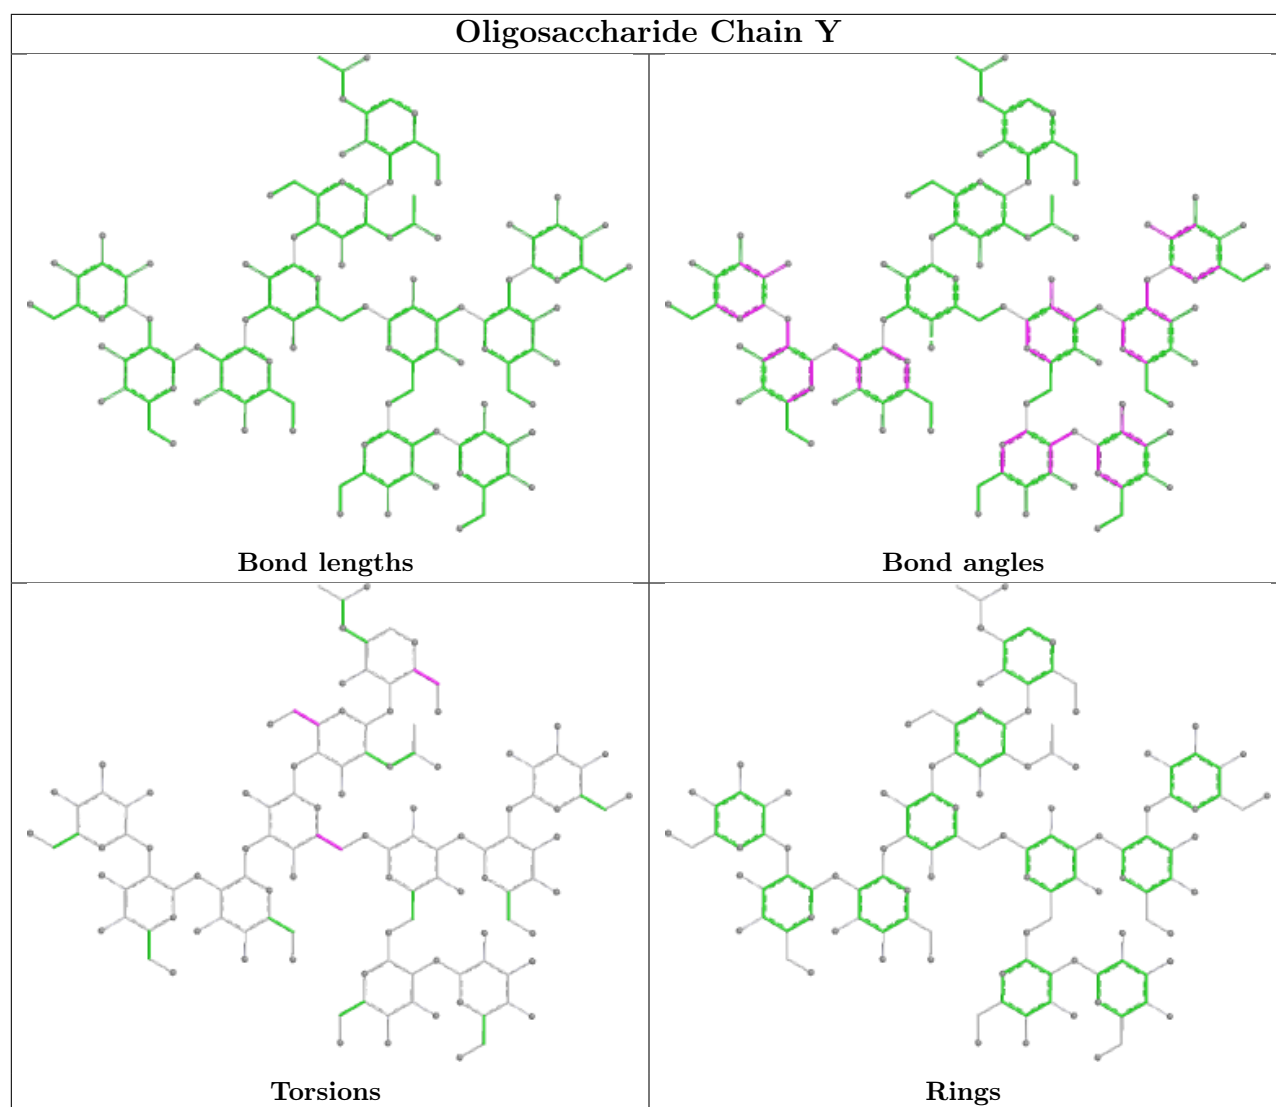 Oligosaccharide Chain Y
Bond lengths
Bond angles
Torsions
Rings